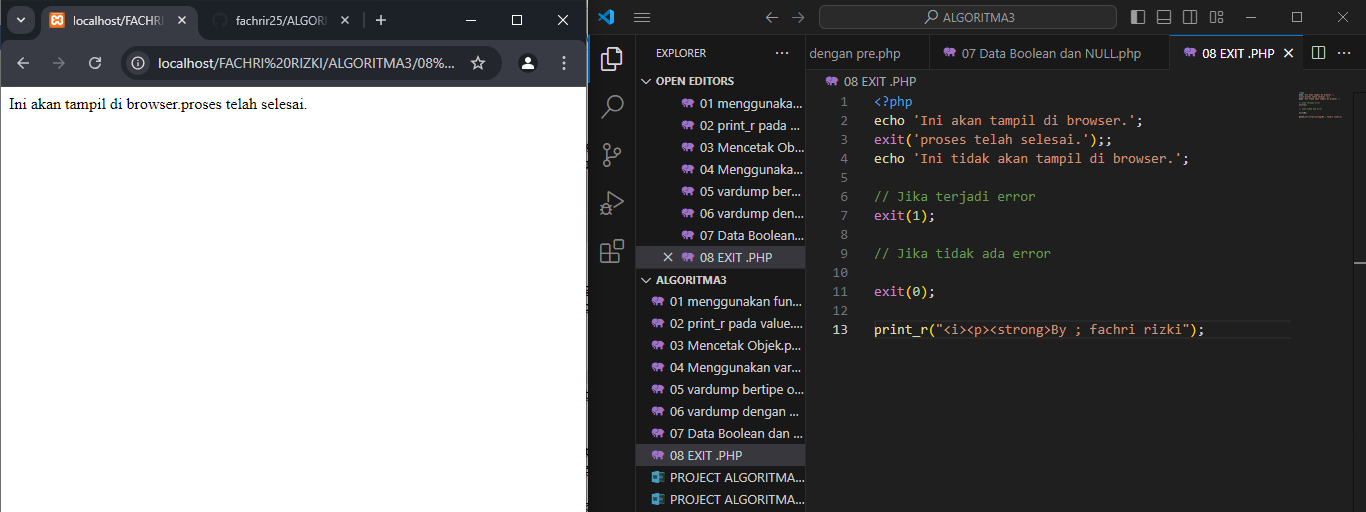 localhost/FACHRI
fachrir25/ALGORI
localhost/FACHRI%20RIZKI/ALGORITMA3/08%...
Ini akan tampil di browser.proses telah selesai.
ALGORITMA3
EXPLORER
OPEN EDITORS
01 menggunaka...
02 print_r pada ...
03 Mencetak Obj...
04 Menggunaka...
05 vardump ber...
06 vardump den...
07 Data Boolean...
08 EXIT .PHP
ALGORITMA3
01 menggunakan fun...
02 print_r pada value....
03 Mencetak Objek.p...
04 Menggunakan var...
05 vardump bertipe o...
06 vardump dengan ...
07 Data Boolean dan ...
08 EXIT .PHP
PROJECT ALGORITMA...
PROJECT ALGORITMA...
dengan pre.php
07 Data Boolean dan NULL.php
08 EXIT .PHP
08 EXIT .PHP
1 <?php
2 echo 'Ini akan tampil di browser.';
3 exit('proses telah selesai.');;
4 echo 'Ini tidak akan tampil di browser.';
5
6 // Jika terjadi error
7 exit(1);
8
9 // Jika tidak ada error
10
11 exit(0);
12
13 print_r("<i><p><strong>By ; fachri rizki");